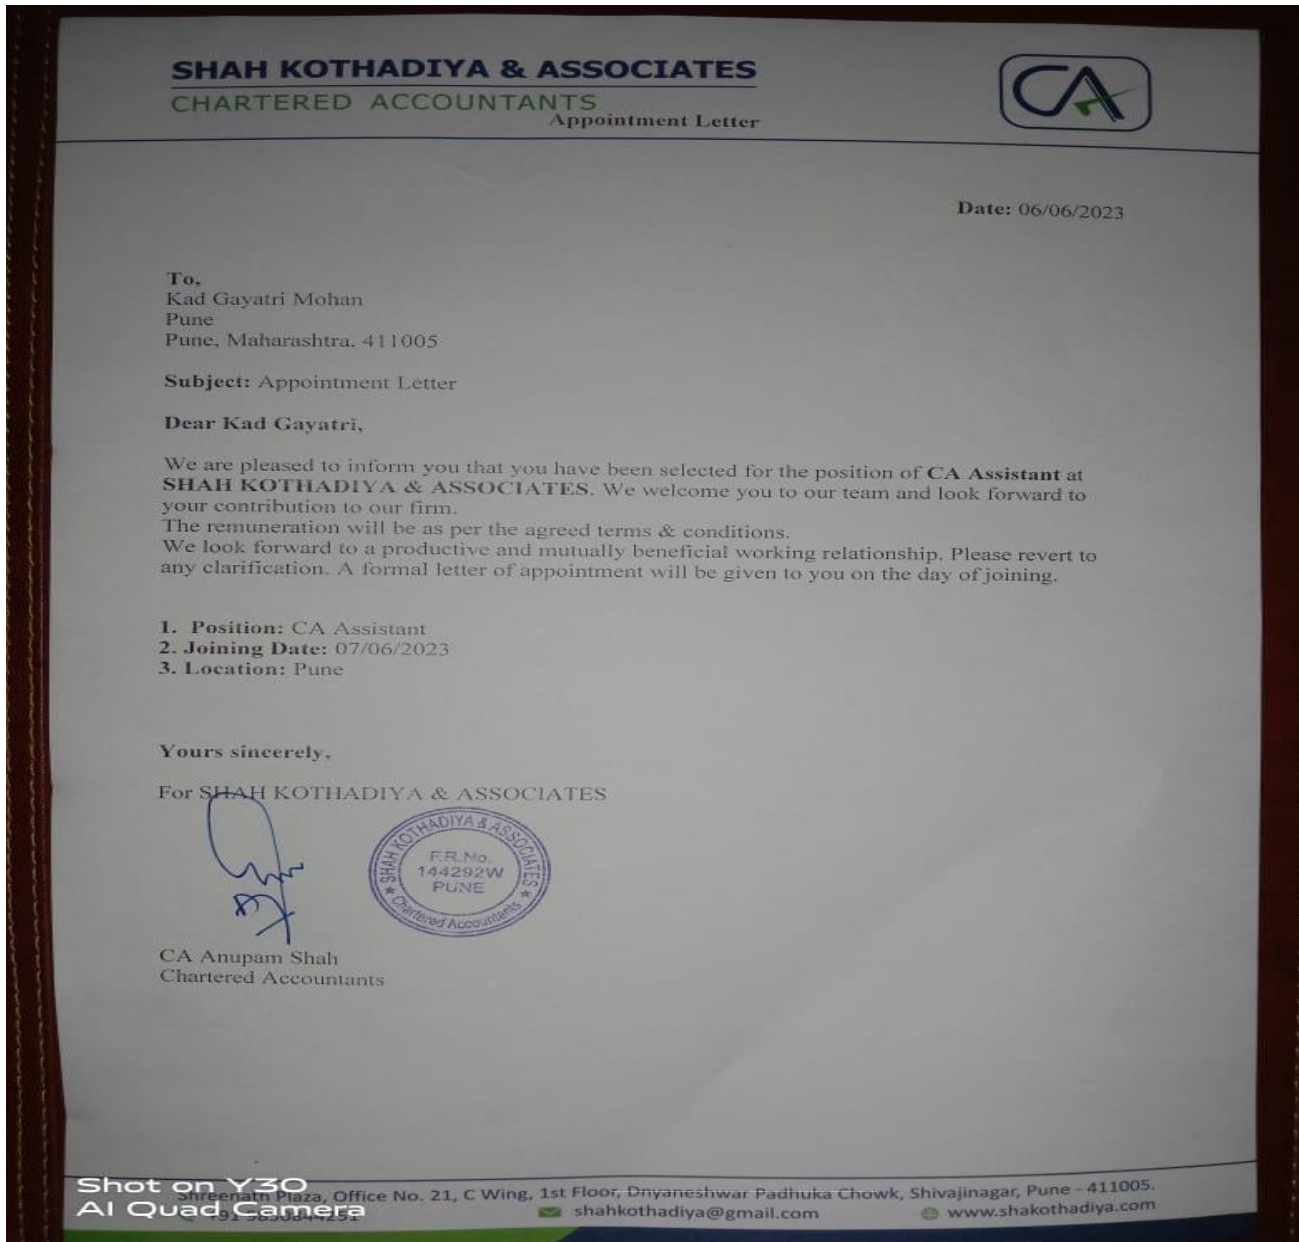 SHAH KOTHADIYA & ASSOCIATES
CHARTERED ACCOUNTANTS
CA
Appointment Letter
Date: 06/06/2023
To,
Kad Gayatri Mohan
Pune
Pune, Maharashtra, 411005
Subject: Appointment Letter
Dear Kad Gayatri,
We are pleased to inform you that you have been selected for the position of CA Assistant at
SHAH KOTHADIYA & ASSOCIATES. We welcome you to our team and look forward to
your contribution to our firm.
The remuneration will be as per the agreed terms & conditions.
We look forward to a productive and mutually beneficial working relationship. Please revert to
any clarification. A formal letter of appointment will be given to you on the day of joining.
1. Position: CA Assistant
2. Joining Date: 07/06/2023
3. Location: Pune
Yours sincerely,
For SHAH KOTHADIYA & ASSOCIATES
SHAH KOTHADIYA & ASSOCIATES
F.R.No.
144292W
PUNE
Chartered Accountants
CA Anupam Shah
Chartered Accountants
Shreenath Plaza, Office No. 21, C Wing, 1st Floor, Dnyaneshwar Padhuka Chowk, Shivajinagar, Pune - 411005.
+91 shahkothadiya@gmail.com www.shakothadiya.com
Shot on Y30
AI Quad Camera